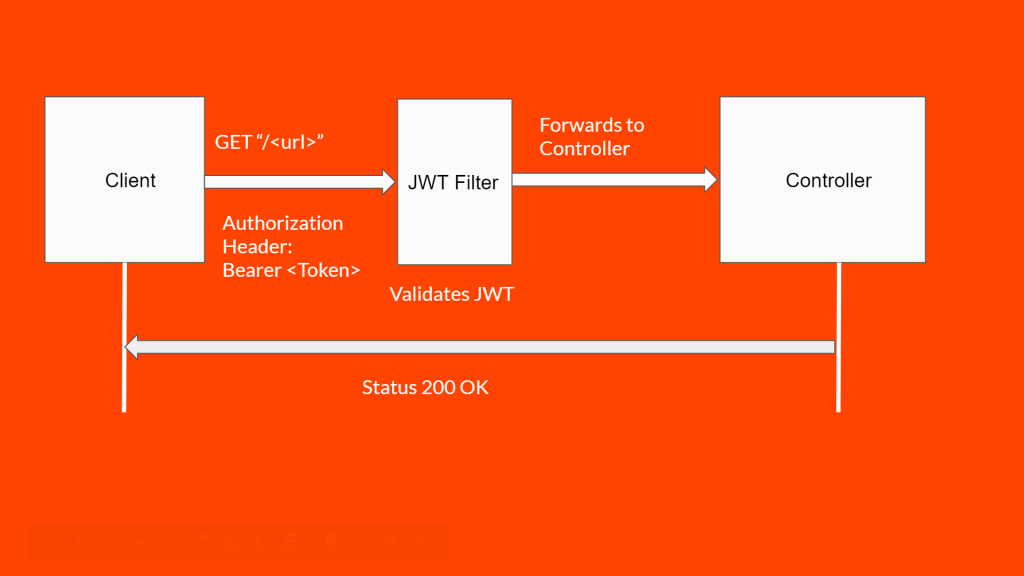 Client
GET “/<url>”
Authorization
Header:
Bearer <Token>
JWT Filter
Validates JWT
Forwards to
Controller
Controller
Status 200 OK